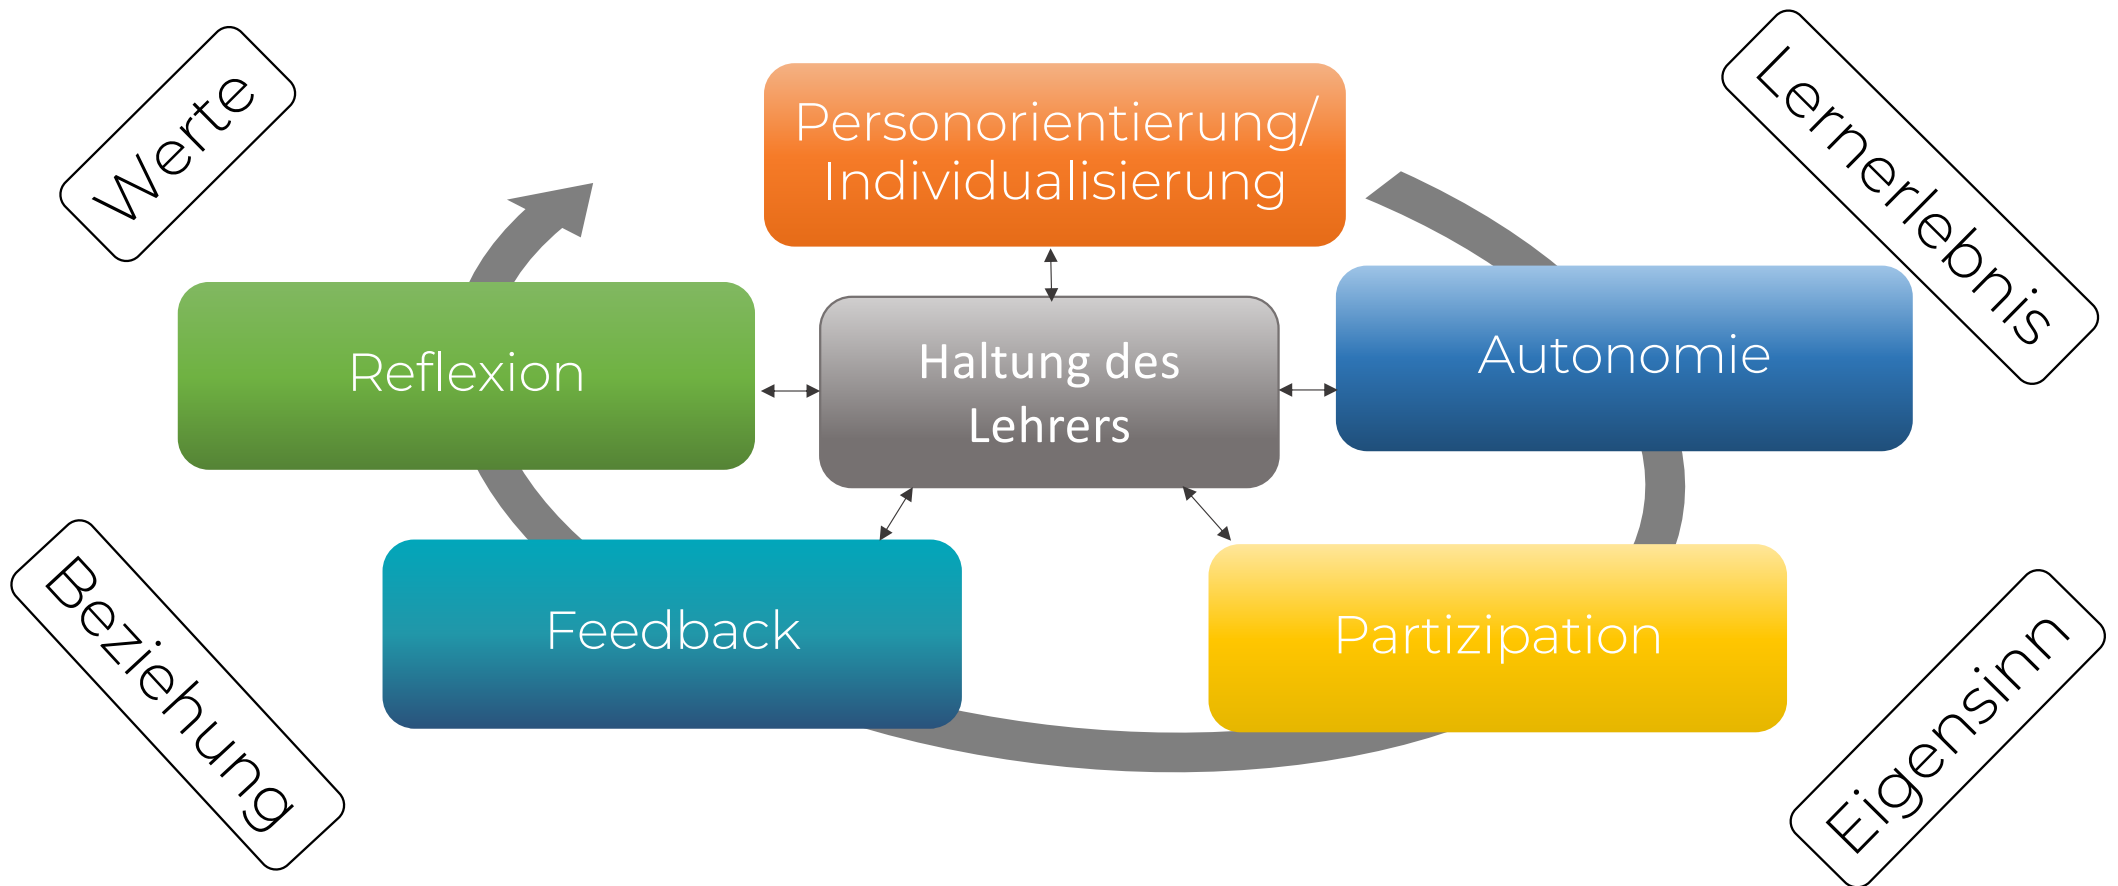 Werte
Personorientierung/
Individualisierung
Lernerlebnis
Reflexion
Haltung des
Lehrers
Autonomie
Beziehung
Feedback
Partizipation
Eigensinn